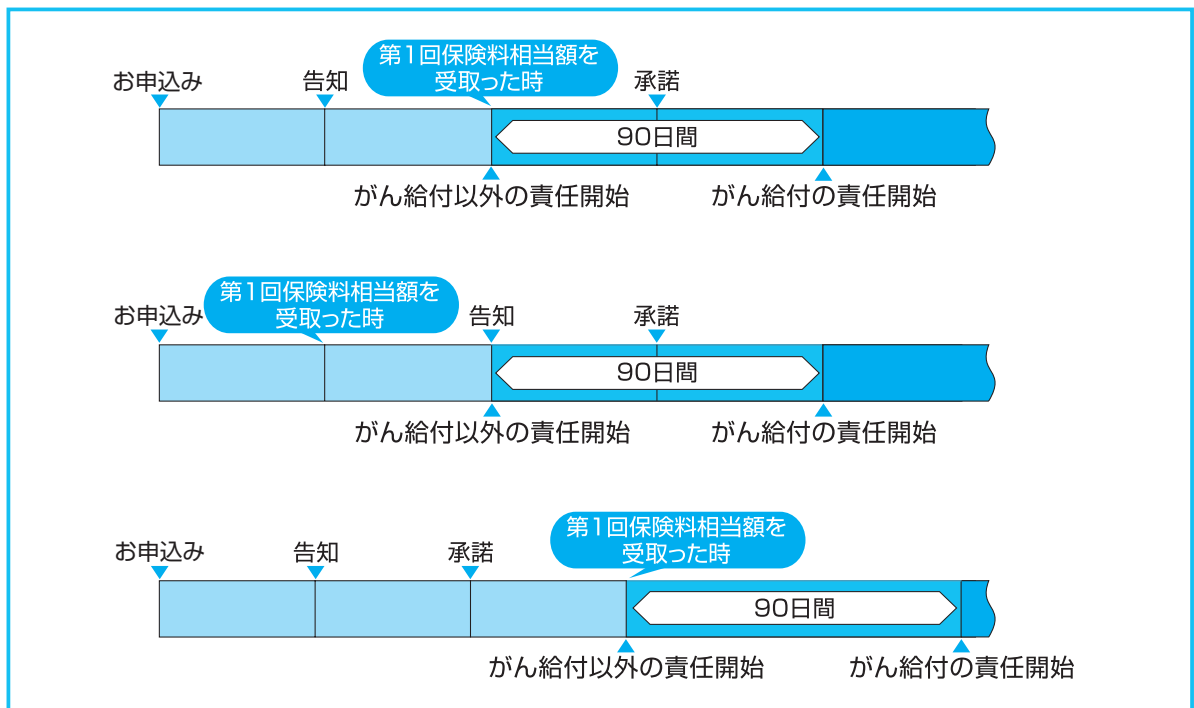 お申込み
告知
第1回保険料相当額を
受取った時
承諾
90日間
がん給付以外の責任開始
がん給付の責任開始
お申込み
第1回保険料相当額を
受取った時
告知
承諾
90日間
がん給付以外の責任開始
がん給付の責任開始
お申込み
告知
承諾
第1回保険料相当額を
受取った時
90日間
がん給付以外の責任開始
がん給付の責任開始